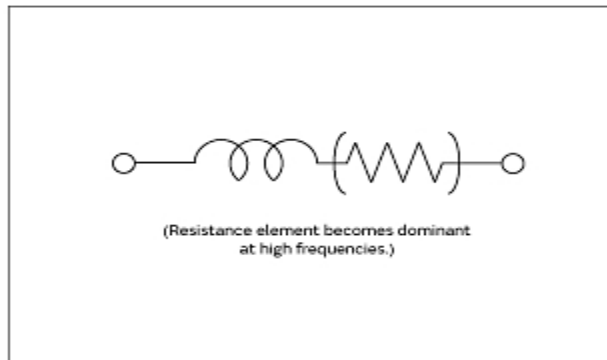 (Resistance element becomes dominant
at high frequencies.)